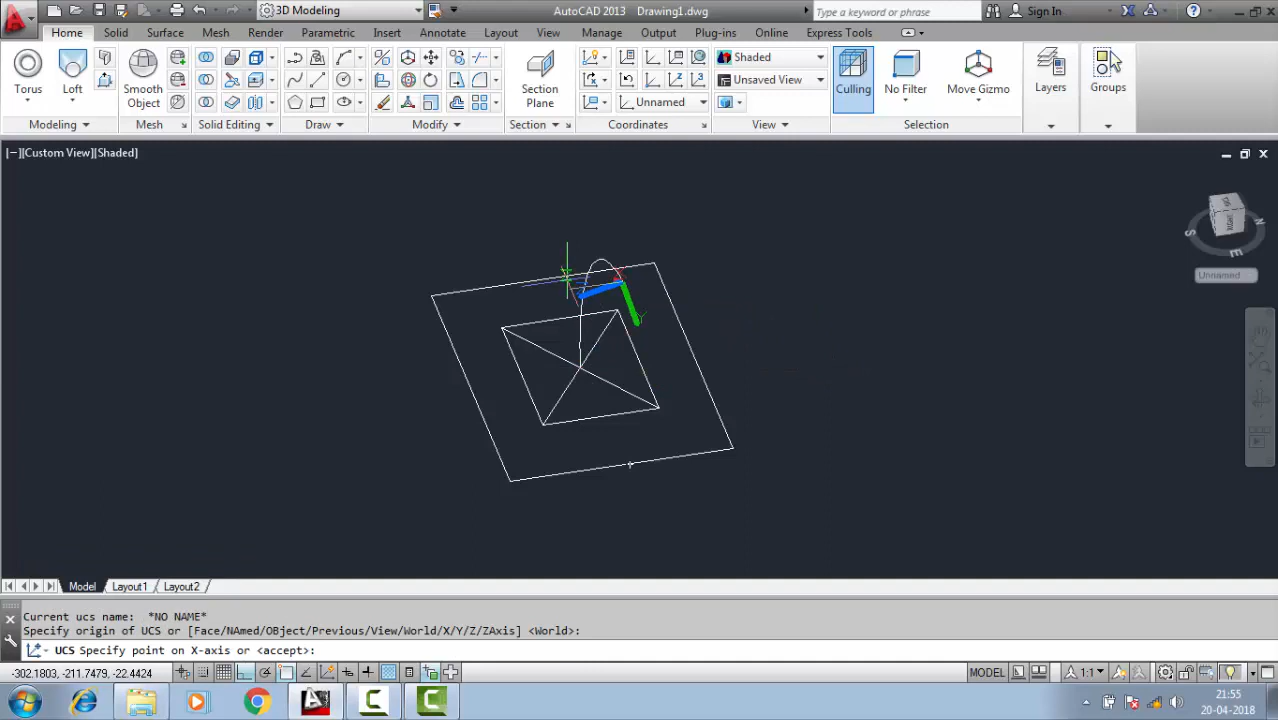 3D Modeling
AutoCAD 2013 Drawing1.dwg
Type a keyword or phrase
Sign In
Home Solid Surface Mesh Render Parametric Insert Annotate Layout View Manage Output Plug-ins Online Express Tools
Torus
Loft
Smooth
Object
Section
Plane
Shaded
Unsaved View
Unnamed
Culling
No Filter
Move Gizmo
Layers
Groups
Modeling Mesh Solid Editing Draw Modify Section Coordinates View Selection
[−][Custom View][Shaded]
S
N
E
Unnamed
Y
Model Layout1 Layout2
Current ucs name: *NO NAME*
Specify origin of UCS or [Face/NAmed/OBject/Previous/View/World/X/Y/Z/ZAxis] <World>:
UCS Specify point on X-axis or <accept>:
-302.1803, -211.7479, -22.4424
MODEL
1:1
21:55
20-04-2018